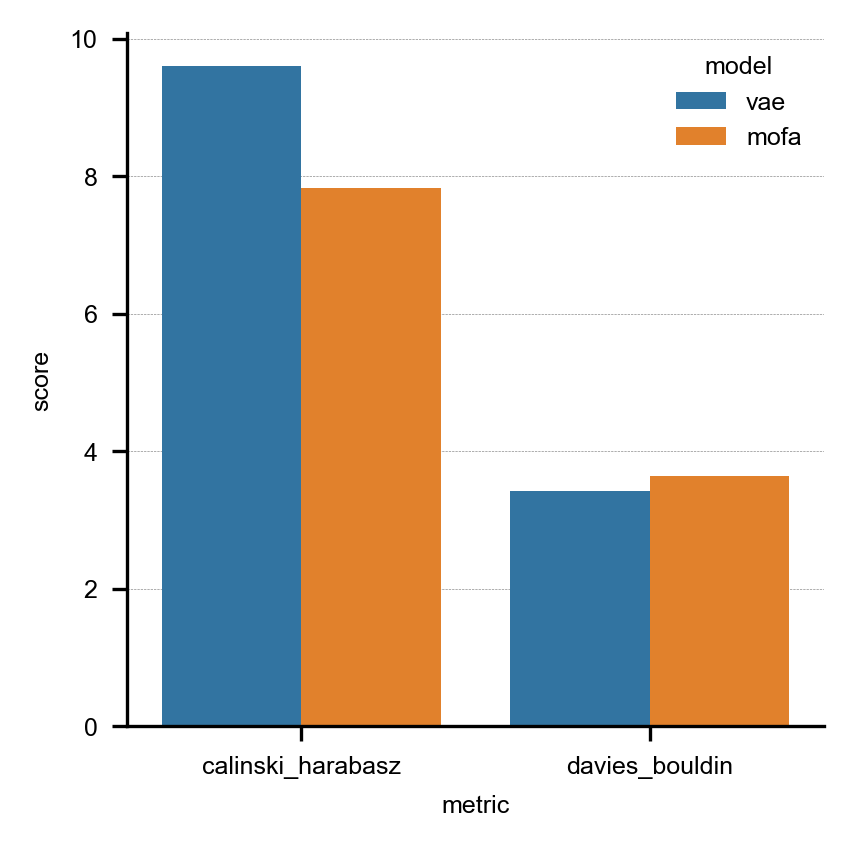 10
8
6
4
2
0
score
model
vae
mofa
calinski_harabasz
davies_bouldin
metric